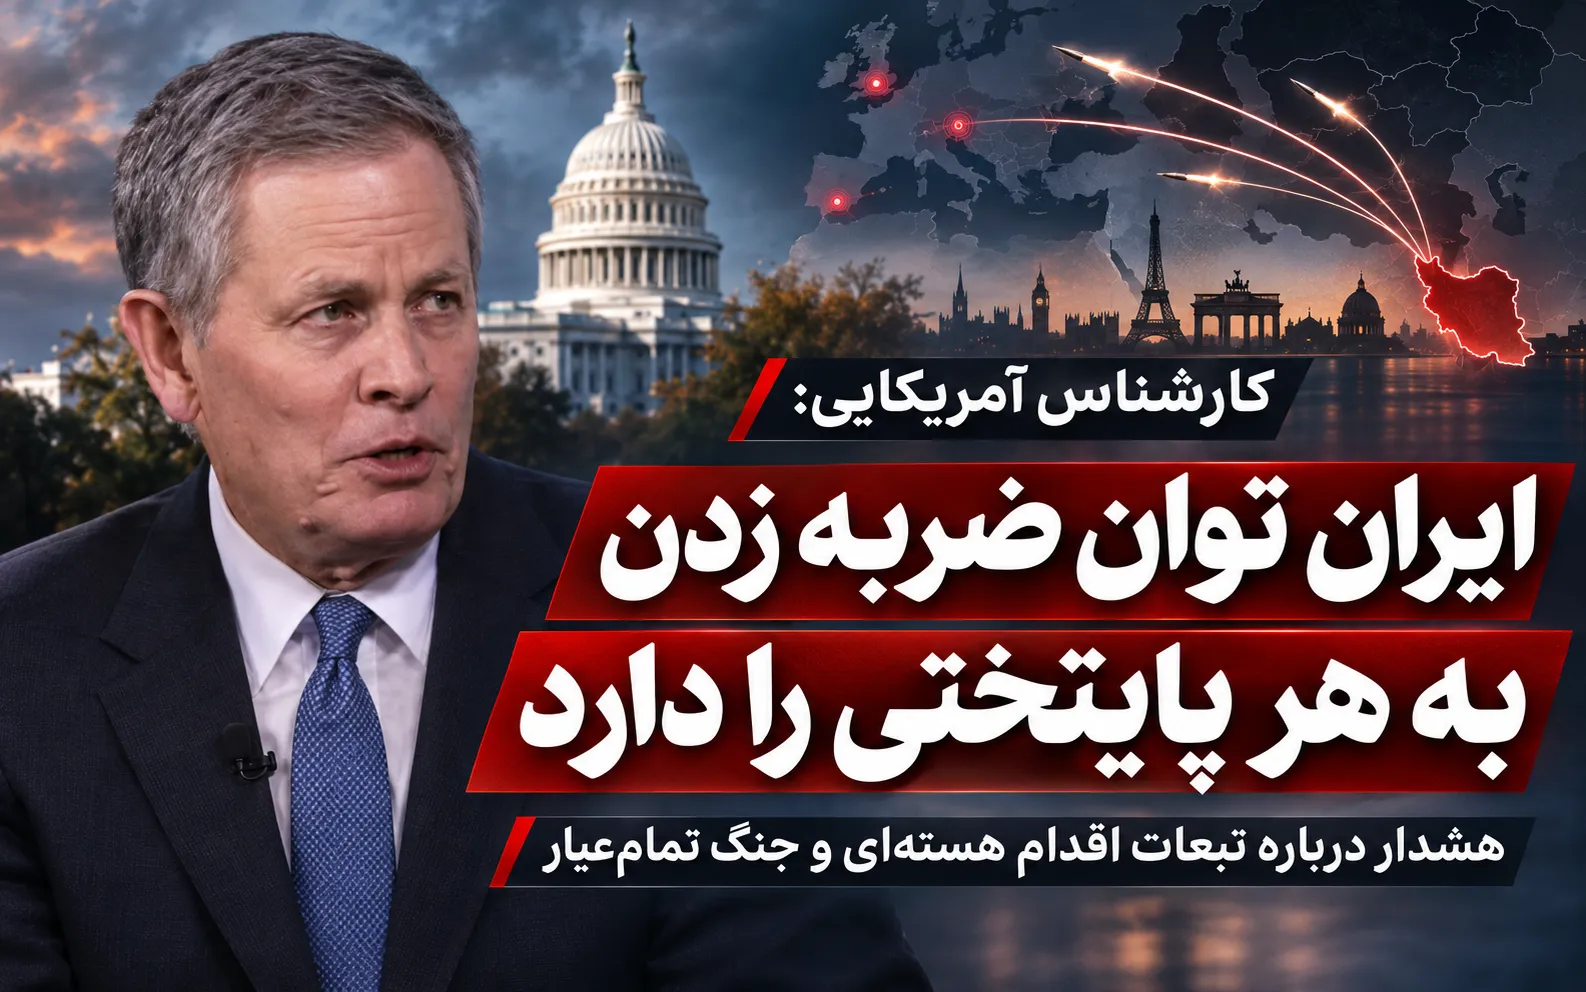 کارشناس آمریکایی:
ایران توان ضربه زدن
به هر پایتختی را دارد
هشدار درباره تبعات اقدام هسته‌ای و جنگ تمام‌عیار